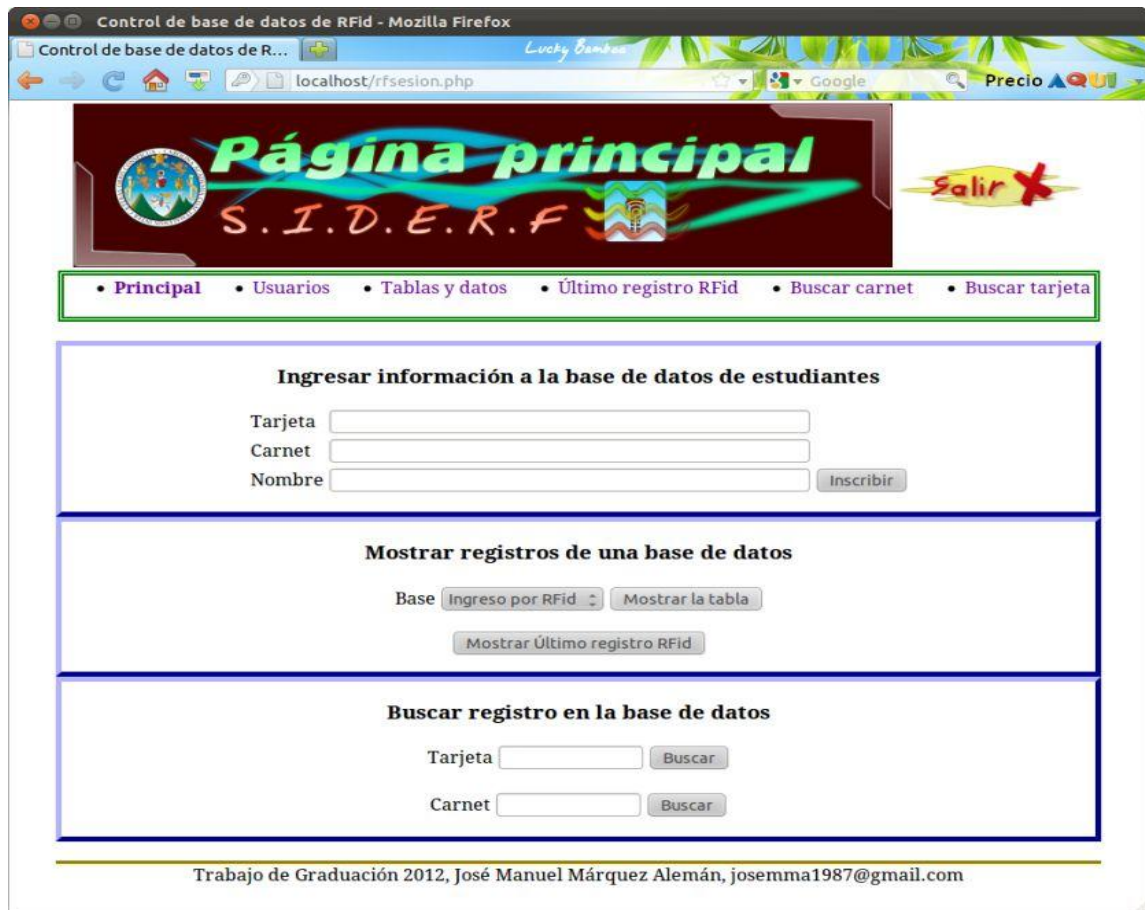 Control de base de datos de RFid - Mozilla Firefox
Control de base de datos de R...
Lucky Bamboo
localhost/rfsesion.php
Google
Precio AQUI
Página principal
S.I.D.E.R.F
Salir X
• Principal • Usuarios • Tablas y datos • Último registro RFid • Buscar carnet • Buscar tarjeta
Ingresar información a la base de datos de estudiantes
Tarjeta
Carnet
Nombre Inscribir
Mostrar registros de una base de datos
Base Ingreso por RFid Mostrar la tabla
Mostrar Último registro RFid
Buscar registro en la base de datos
Tarjeta Buscar
Carnet Buscar
Trabajo de Graduación 2012, José Manuel Márquez Alemán, josemma1987@gmail.com